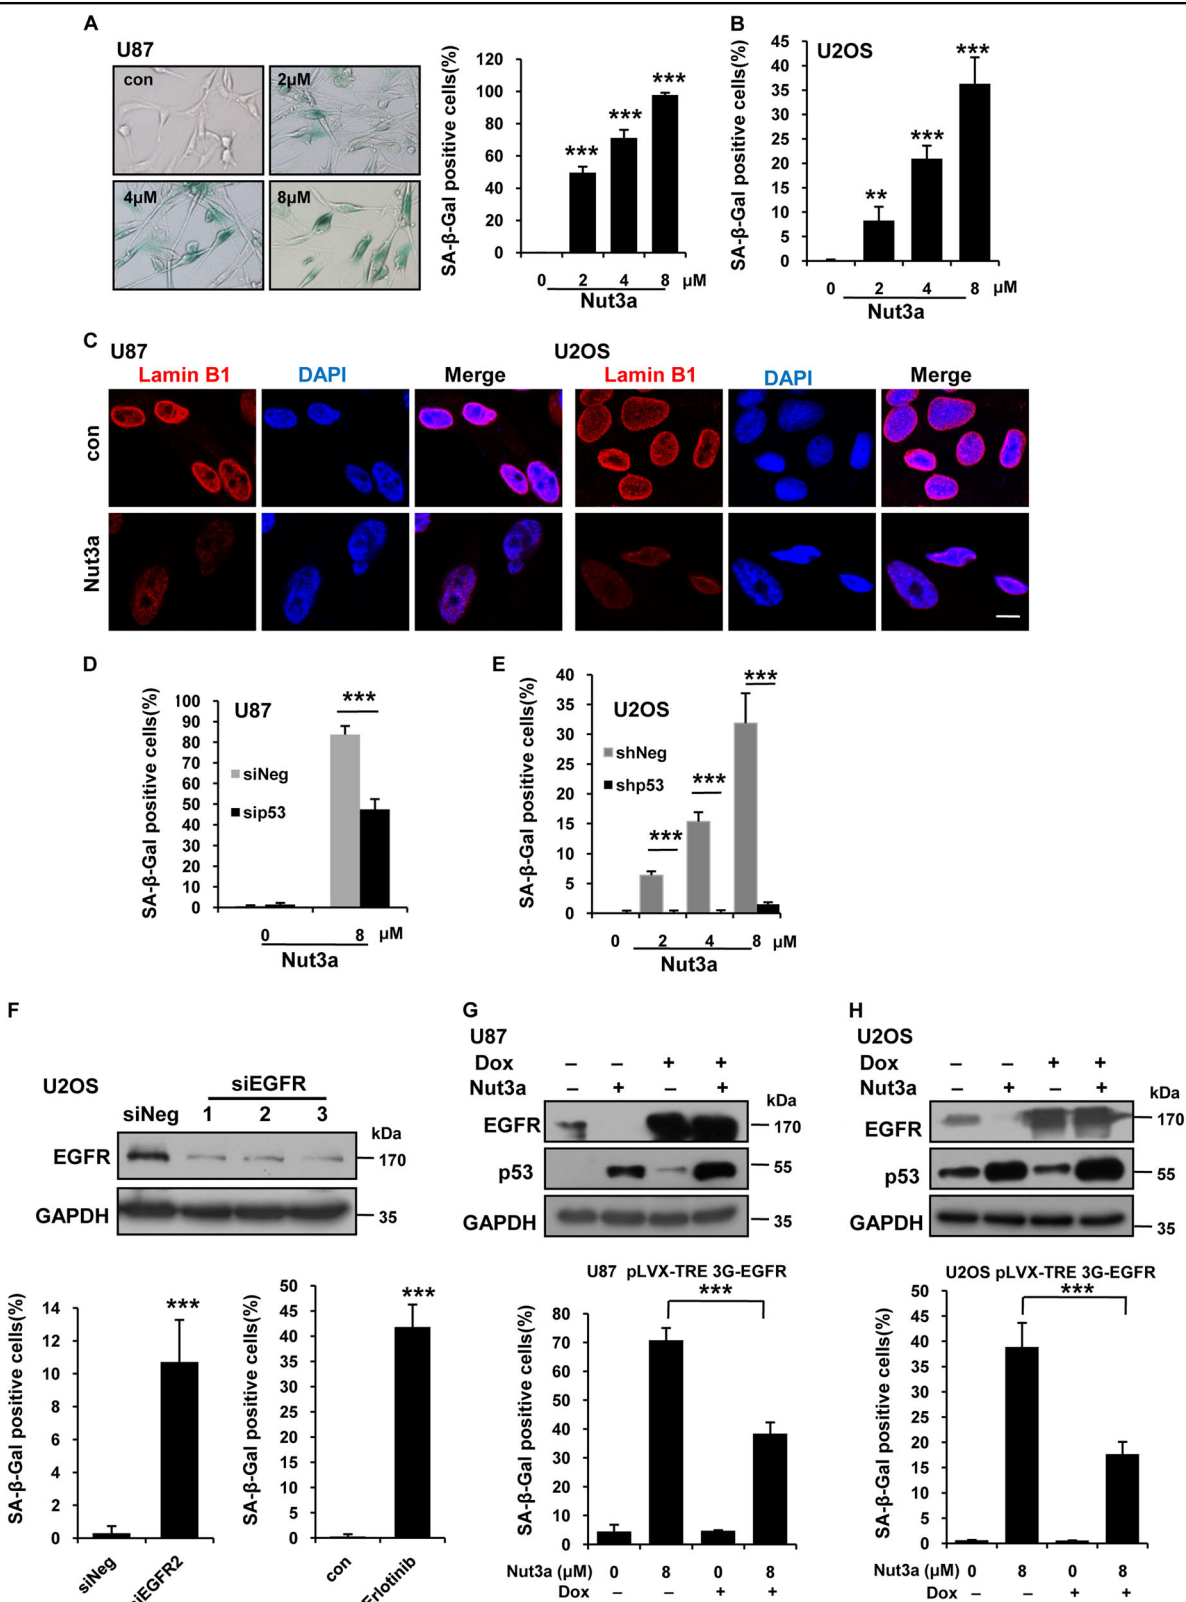 A
U87
con
2μM
4μM
8μM
SA-β-Gal positive cells(%)
120
100
80
60
40
20
0
***
***
***
0 2 4 8 μM
Nut3a
B
U2OS
SA-β-Gal positive cells(%)
45
40
35
30
25
20
15
10
5
0
**
***
***
0 2 4 8 μM
Nut3a
C
U87
U2OS
Lamin B1 DAPI Merge Lamin B1 DAPI Merge
con
Nut3a
D
U87
SA-β-Gal positive cells(%)
100
90
80
70
60
50
40
30
20
10
0
siNeg
sip53
***
0 8 μM
Nut3a
E
U2OS
SA-β-Gal positive cells(%)
40
35
30
25
20
15
10
5
0
shNeg
shp53
***
***
***
0 2 4 8 μM
Nut3a
F
U2OS
siEGFR
siNeg 1 2 3
kDa
EGFR
170
GAPDH
35
SA-β-Gal positive cells(%)
14
12
10
8
6
4
2
0
***
siNeg
siEGFR2
SA-β-Gal positive cells(%)
50
45
40
35
30
25
20
15
10
5
0
***
con
Erlotinib
G
U87
Dox – – + +
Nut3a – + – +
kDa
EGFR
170
p53
55
GAPDH
35
U87 pLVX-TRE 3G-EGFR
SA-β-Gal positive cells(%)
80
70
60
50
40
30
20
10
0
***
Nut3a (μM) 0 8 0 8
Dox – – + +
H
U2OS
Dox – – + +
Nut3a – + – +
kDa
EGFR
170
p53
55
GAPDH
35
U2OS pLVX-TRE 3G-EGFR
SA-β-Gal positive cells(%)
50
45
40
35
30
25
20
15
10
5
0
***
Nut3a (μM) 0 8 0 8
Dox – – + +